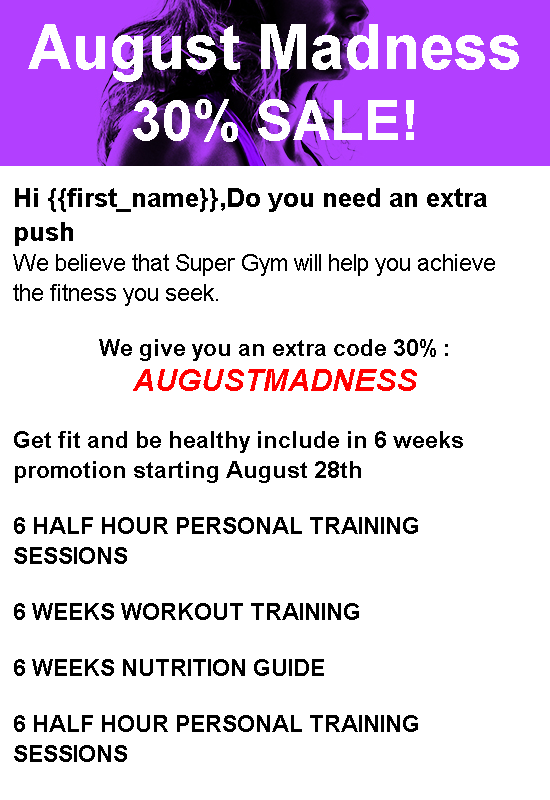 August Madness
30% SALE!
Hi {{first_name}},Do you need an extra
push
We believe that Super Gym will help you achieve
the fitness you seek.
We give you an extra code 30% :
AUGUSTMADNESS
Get fit and be healthy include in 6 weeks
promotion starting August 28th
6 HALF HOUR PERSONAL TRAINING
SESSIONS
6 WEEKS WORKOUT TRAINING
6 WEEKS NUTRITION GUIDE
6 HALF HOUR PERSONAL TRAINING
SESSIONS